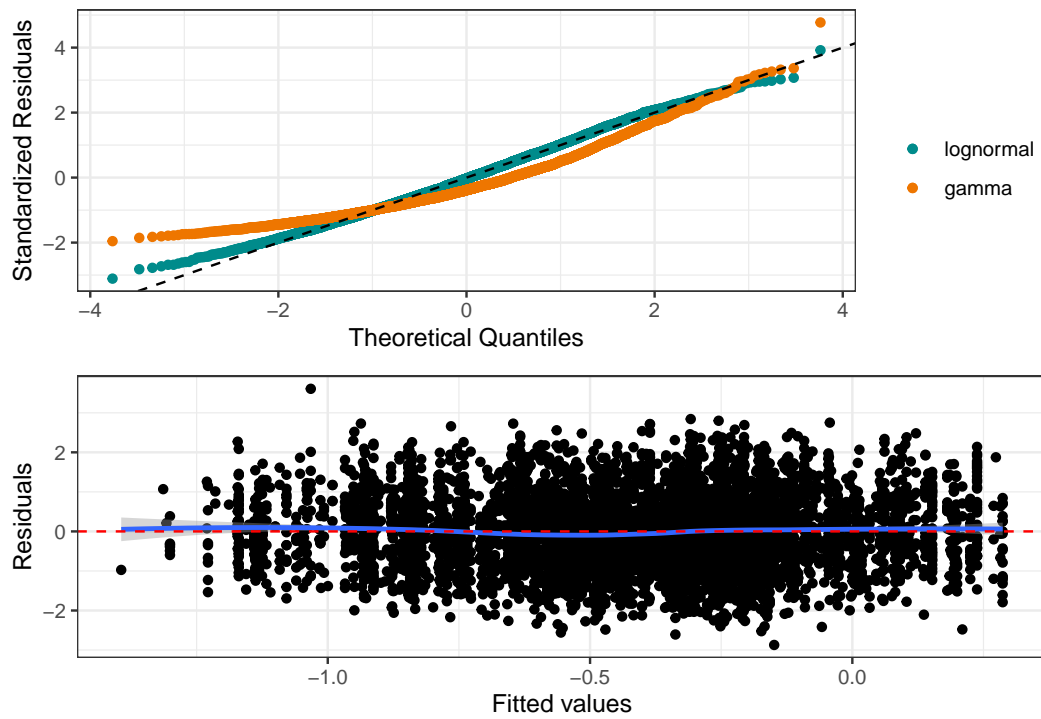 Standardized Residuals
4
2
0
−2
−4
−2
0
2
4
Theoretical Quantiles
lognormal
gamma
Residuals
2
0
−2
−1.0
−0.5
0.0
Fitted values